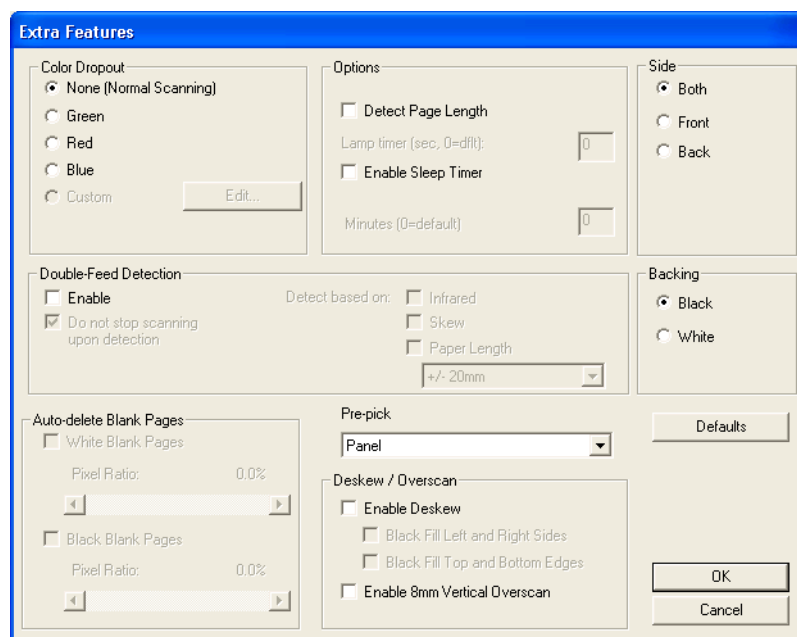 Extra Features
Color Dropout
None (Normal Scanning)
Green
Red
Blue
Custom
Edit...
Options
Detect Page Length
Lamp timer (sec, 0=dflt):
0
Enable Sleep Timer
Minutes (0=default)
0
Side
Both
Front
Back
Double-Feed Detection
Enable
Do not stop scanning
upon detection
Detect based on:
Infrared
Skew
Paper Length
+/- 20mm
Backing
Black
White
Auto-delete Blank Pages
White Blank Pages
Pixel Ratio: 0.0%
Black Blank Pages
Pixel Ratio: 0.0%
Pre-pick
Panel
Deskew / Overscan
Enable Deskew
Black Fill Left and Right Sides
Black Fill Top and Bottom Edges
Enable 8mm Vertical Overscan
Defaults
OK
Cancel